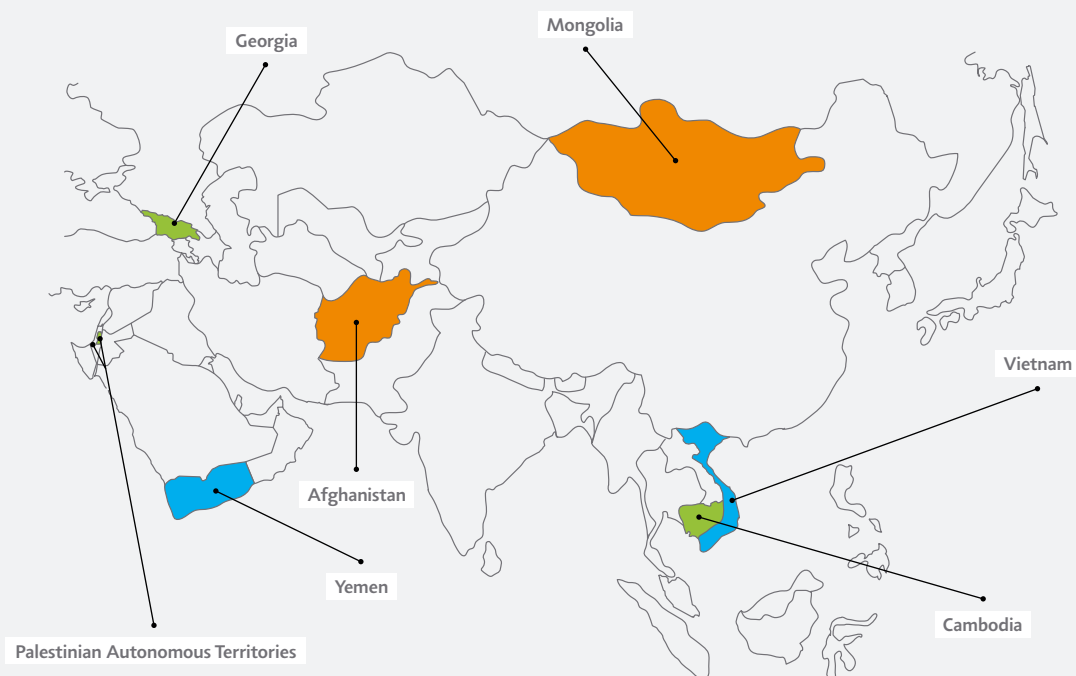 Mongolia
Georgia
Vietnam
Afghanistan
Yemen
Cambodia
Palestinian Autonomous Territories